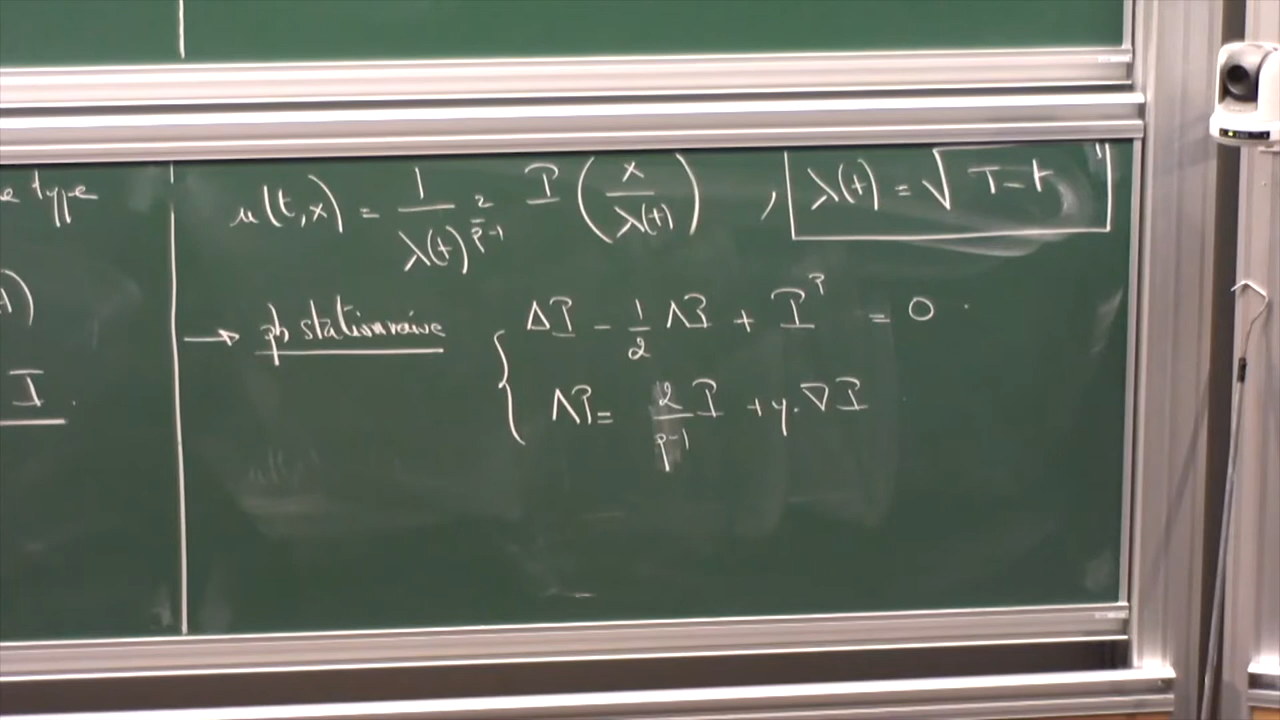 e type
u(t,x) = 1/λ(t)^{2/(p-1)} Φ(x/λ(t)) , λ(t) = √(T-t)
→ pb stationnaire { ΔΦ - 1/2 ΛΦ + Φ^p = 0 .
ΛΦ = 2/(p-1) Φ + y.∇Φ